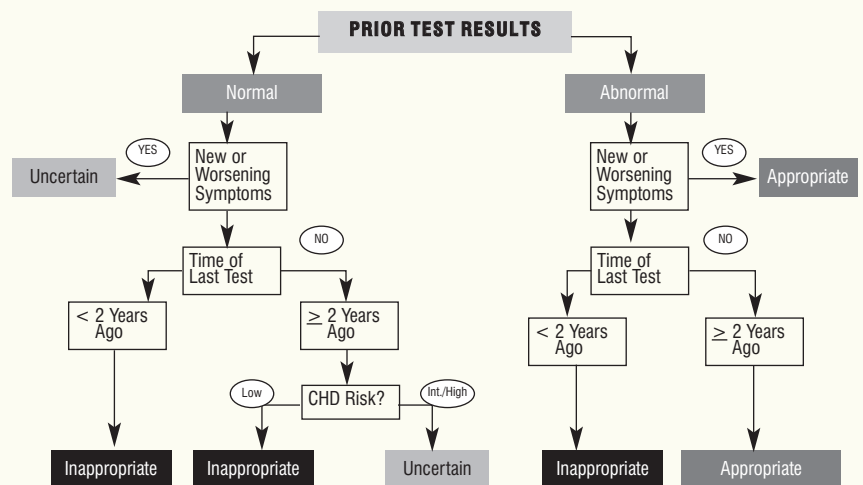 PRIOR TEST RESULTS
Normal
Abnormal
YES
New or
Worsening
Symptoms
Uncertain
New or
Worsening
Symptoms
YES
Appropriate
NO
Time of
Last Test
NO
Time of
Last Test
< 2 Years
Ago
≥ 2 Years
Ago
< 2 Years
Ago
≥ 2 Years
Ago
Low
CHD Risk?
Int./High
Inappropriate
Inappropriate
Uncertain
Inappropriate
Appropriate